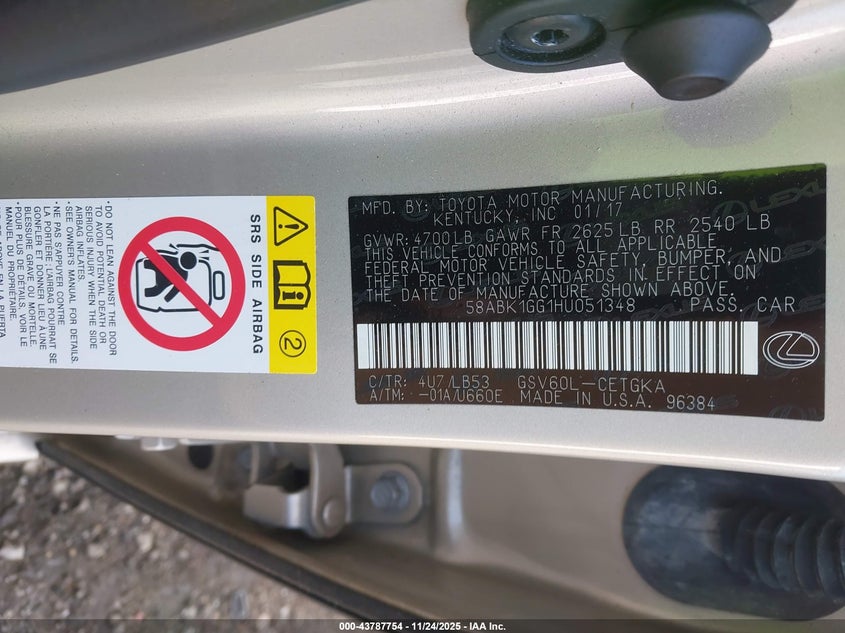 MFD. BY: TOYOTA MOTOR MANUFACTURING.
KENTUCKY, INC 01/17
GVWR: 4700LB GAWR FR 2625LB RR 2540 LB
THIS VEHICLE CONFORMS TO ALL APPLICABLE
FEDERAL MOTOR VEHICLE SAFETY, BUMPER, AND
THEFT PREVENTION STANDARDS IN EFFECT ON
THE DATE OF MANUFACTURE SHOWN ABOVE.
58ABK1GG1HU051348 PASS. CAR
C/TR: 4U7/LB53 GSV60L-CETGKA
A/TM: -01A/U660E MADE IN U.S.A. 96384
SRS SIDE AIRBAG
2
• DO NOT LEAN AGAINST THE DOOR
TO AVOID POTENTIAL DEATH OR
SERIOUS INJURY WHEN THE SIDE
AIRBAG INFLATES.
• SEE OWNER'S MANUAL FOR DETAILS.
• NE PAS S'APPUYER CONTRE
LA PORTIÈRE: L'AIRBAG POURRAIT SE
GONFLER ET DONNER LIEU À UNE
BLESSURE GRAVE OU MORTELLE.
• POUR PLUS DE DÉTAILS, VOIR LE
MANUEL DU PROPRIÉTAIRE.
000-43787754 - 11/24/2025 - IAA Inc.